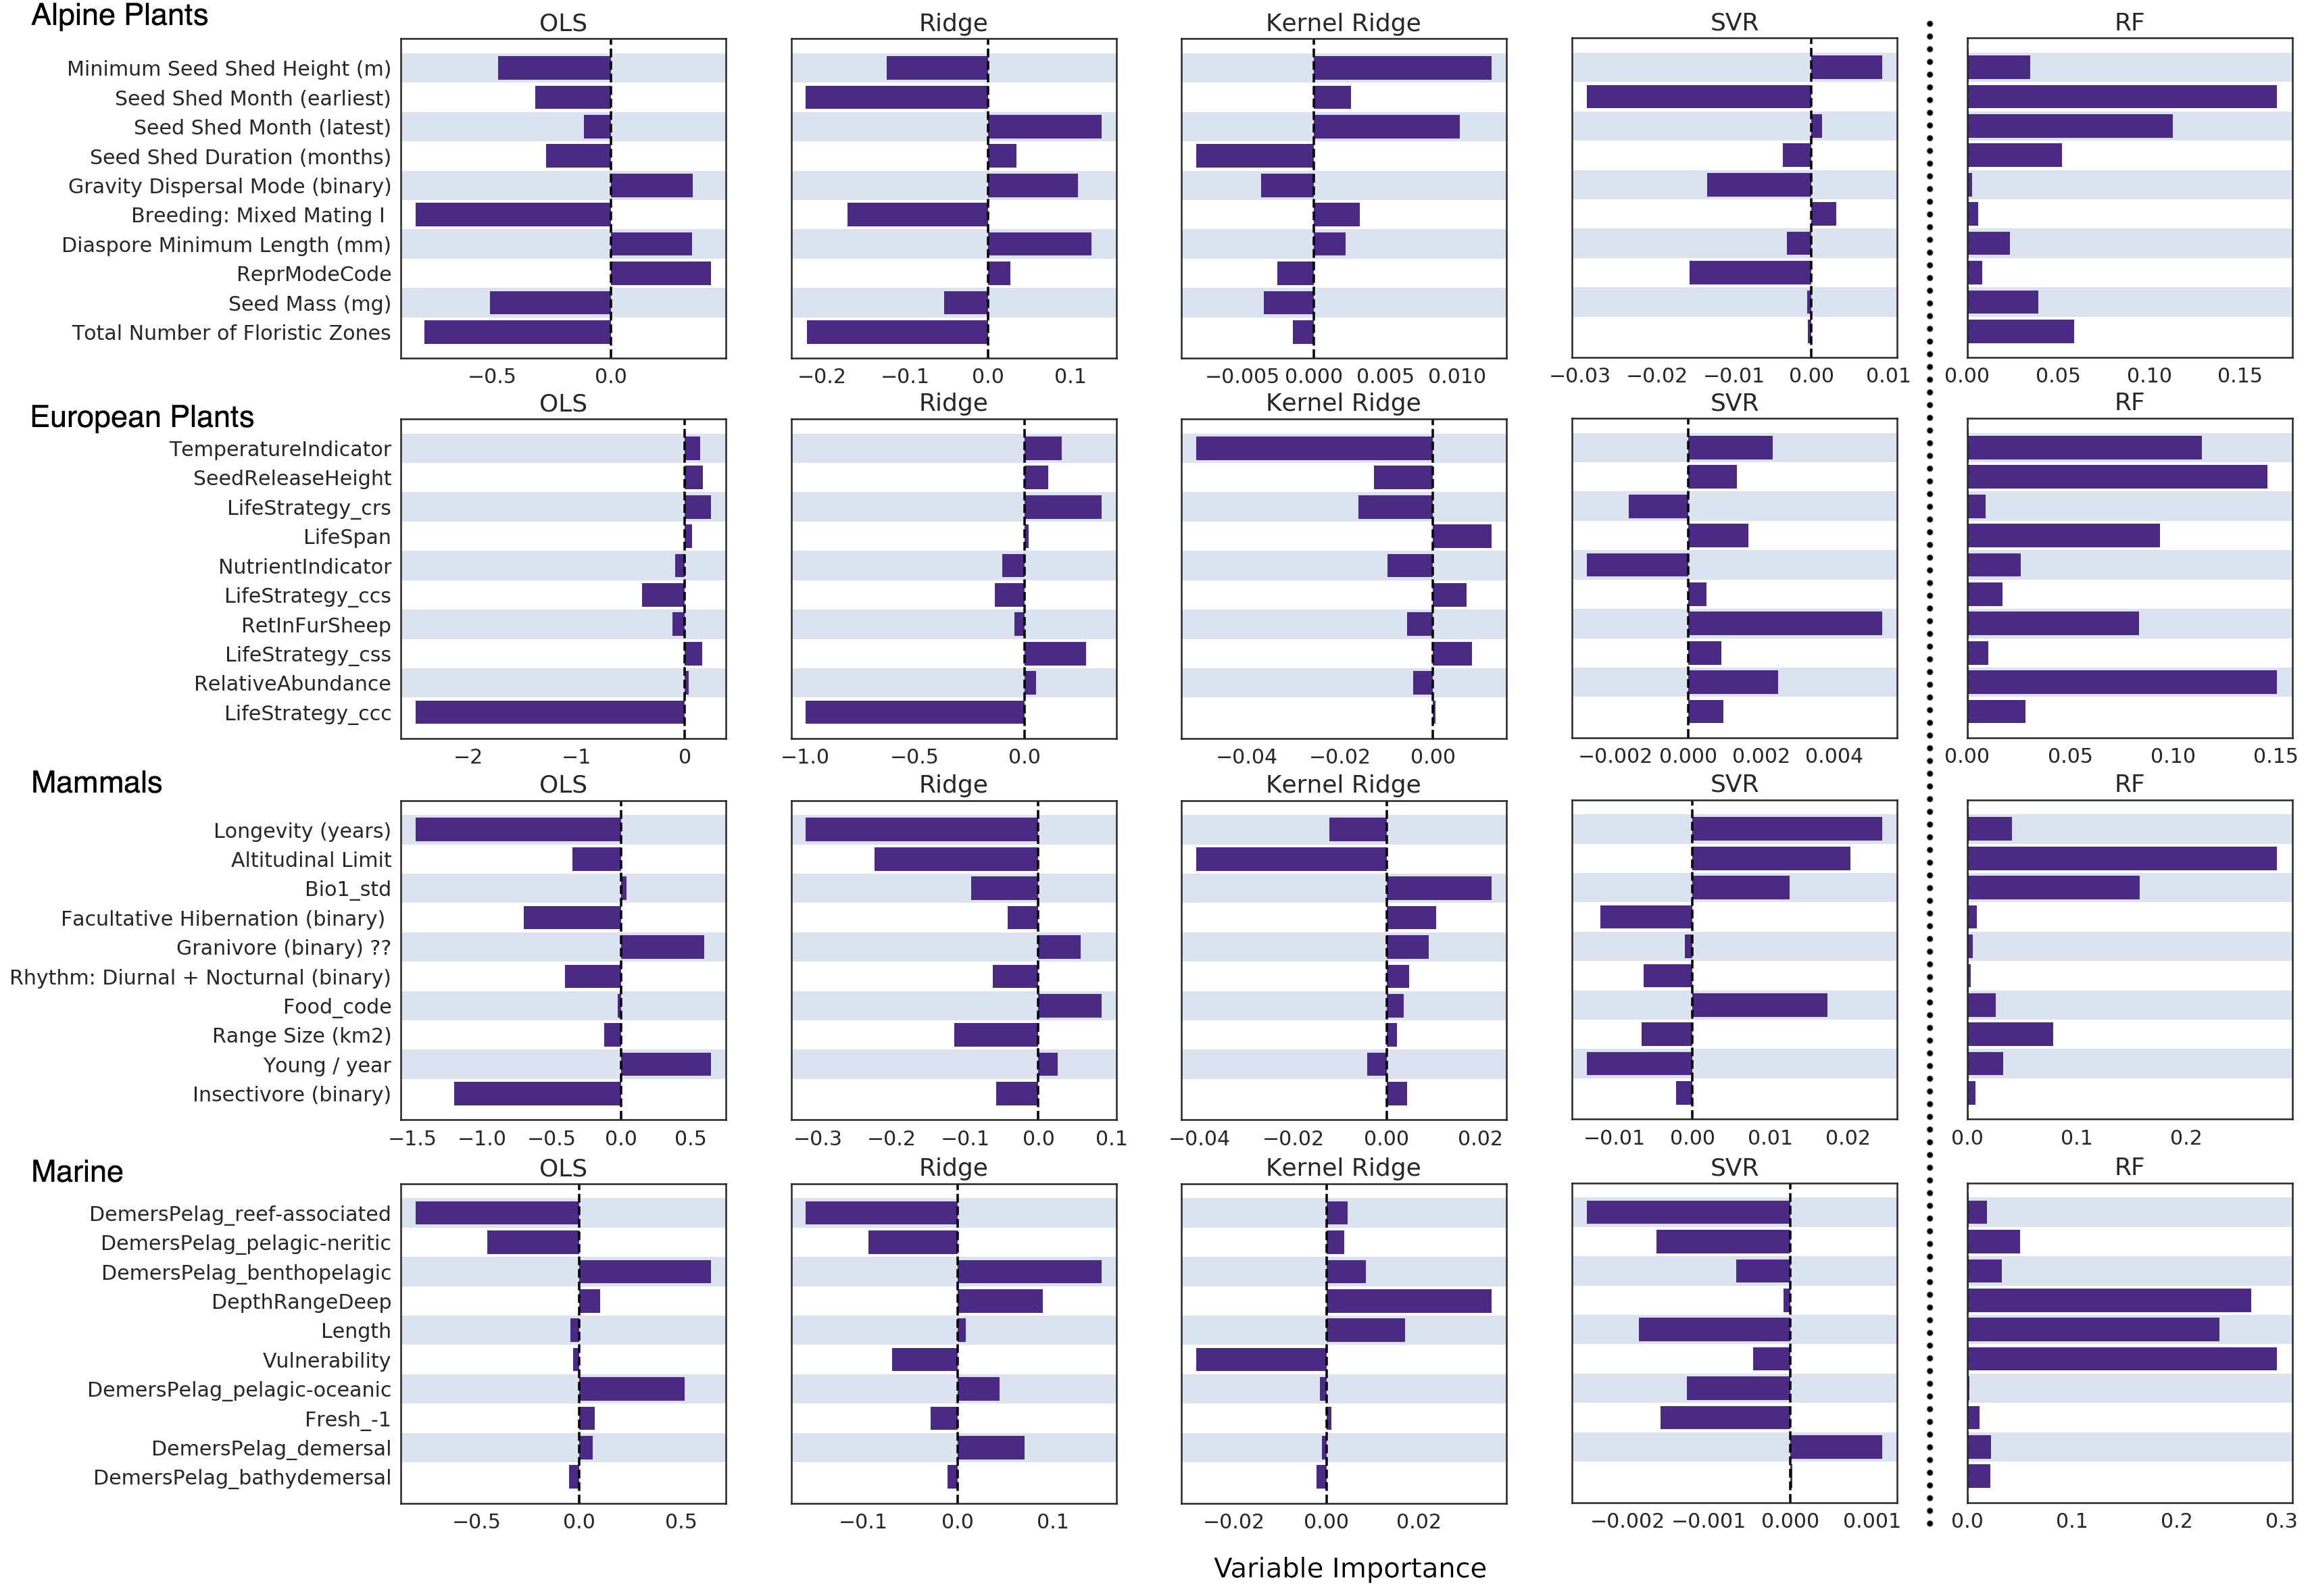 Alpine Plants
OLS Ridge Kernel Ridge SVR RF
Minimum Seed Shed Height (m)
Seed Shed Month (earliest)
Seed Shed Month (latest)
Seed Shed Duration (months)
Gravity Dispersal Mode (binary)
Breeding: Mixed Mating I
Diaspore Minimum Length (mm)
ReprModeCode
Seed Mass (mg)
Total Number of Floristic Zones
−0.5 0.0 −0.2 −0.1 0.0 0.1 −0.005 0.000 0.005 0.010 −0.03 −0.02 −0.01 0.00 0.01 0.00 0.05 0.10 0.15
European Plants
OLS Ridge Kernel Ridge SVR RF
TemperatureIndicator
SeedReleaseHeight
LifeStrategy_crs
LifeSpan
NutrientIndicator
LifeStrategy_ccs
RetInFurSheep
LifeStrategy_css
RelativeAbundance
LifeStrategy_ccc
−2 −1 0 −1.0 −0.5 0.0 −0.04 −0.02 0.00 −0.002 0.000 0.002 0.004 0.00 0.05 0.10 0.15
Mammals
OLS Ridge Kernel Ridge SVR RF
Longevity (years)
Altitudinal Limit
Bio1_std
Facultative Hibernation (binary)
Granivore (binary) ??
Rhythm: Diurnal + Nocturnal (binary)
Food_code
Range Size (km2)
Young / year
Insectivore (binary)
−1.5 −1.0 −0.5 0.0 0.5 −0.3 −0.2 −0.1 0.0 0.1 −0.04 −0.02 0.00 0.02 −0.01 0.00 0.01 0.02 0.0 0.1 0.2
Marine
OLS Ridge Kernel Ridge SVR RF
DemersPelag_reef-associated
DemersPelag_pelagic-neritic
DemersPelag_benthopelagic
DepthRangeDeep
Length
Vulnerability
DemersPelag_pelagic-oceanic
Fresh_-1
DemersPelag_demersal
DemersPelag_bathydemersal
−0.5 0.0 0.5 −0.1 0.0 0.1 −0.02 0.00 0.02 −0.002 −0.001 0.000 0.001 0.0 0.1 0.2 0.3
Variable Importance